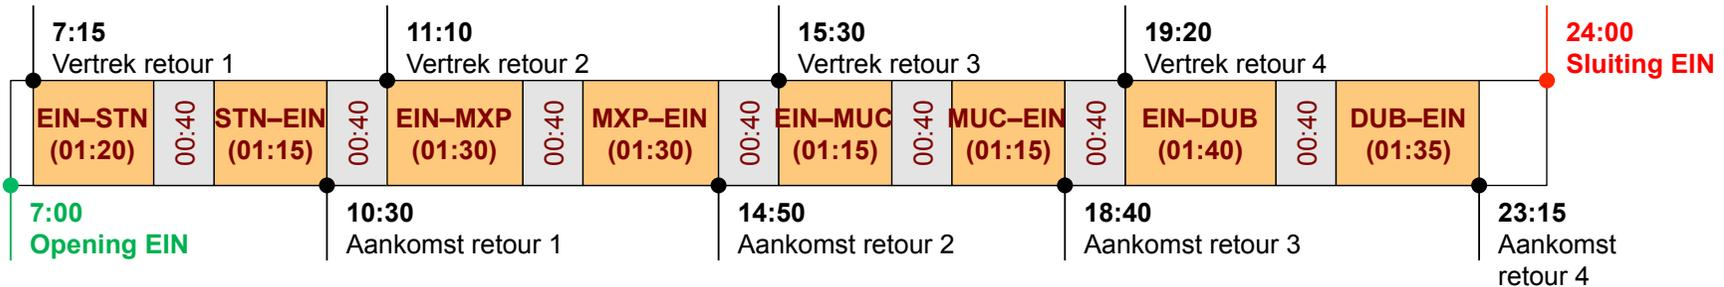 7:15
Vertrek retour 1
11:10
Vertrek retour 2
15:30
Vertrek retour 3
19:20
Vertrek retour 4
24:00
Sluiting EIN
EIN–STN
(01:20)
00:40
STN–EIN
(01:15)
00:40
EIN–MXP
(01:30)
00:40
MXP–EIN
(01:30)
00:40
EIN–MUC
(01:15)
00:40
MUC–EIN
(01:15)
00:40
EIN–DUB
(01:40)
00:40
DUB–EIN
(01:35)
7:00
Opening EIN
10:30
Aankomst retour 1
14:50
Aankomst retour 2
18:40
Aankomst retour 3
23:15
Aankomst
retour 4